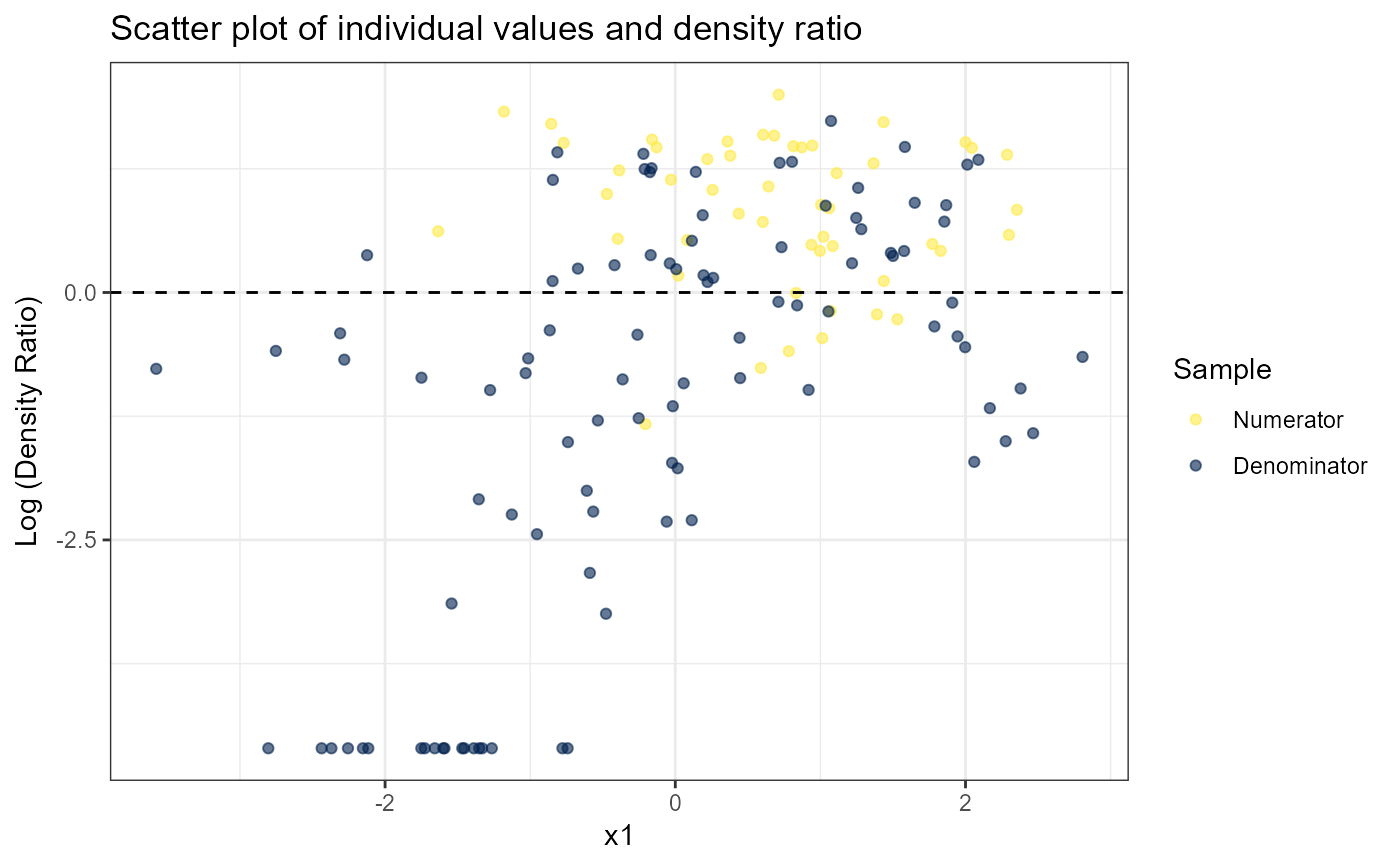 Scatter plot of individual values and density ratio
Log (Density Ratio)
0.0
-2.5
-2
0
2
x1
Sample
Numerator
Denominator